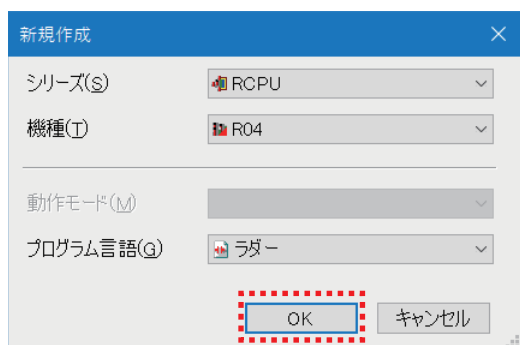 新規作成
シリーズ(S) RCPU
機種(T) R04
動作モード(M)
プログラム言語(G) ラダー
OK キャンセル